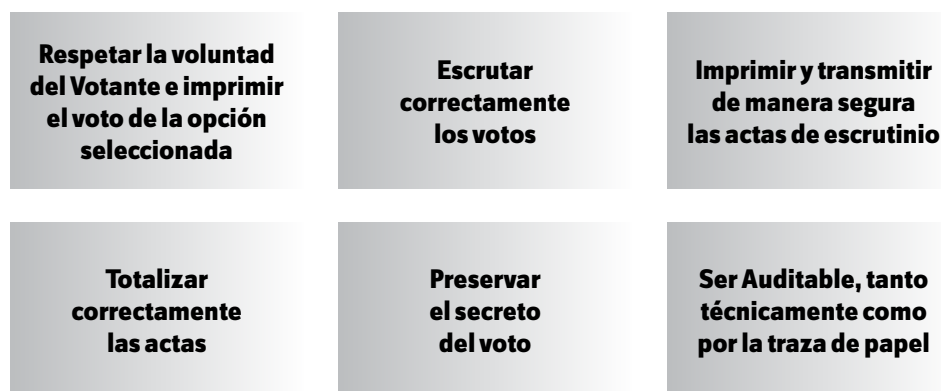 Respetar la voluntad
del Votante e imprimir
el voto de la opción
seleccionada
Escrutar
correctamente
los votos
Imprimir y transmitir
de manera segura
las actas de escrutinio
Totalizar
correctamente
las actas
Preservar
el secreto
del voto
Ser Auditable, tanto
técnicamente como
por la traza de papel